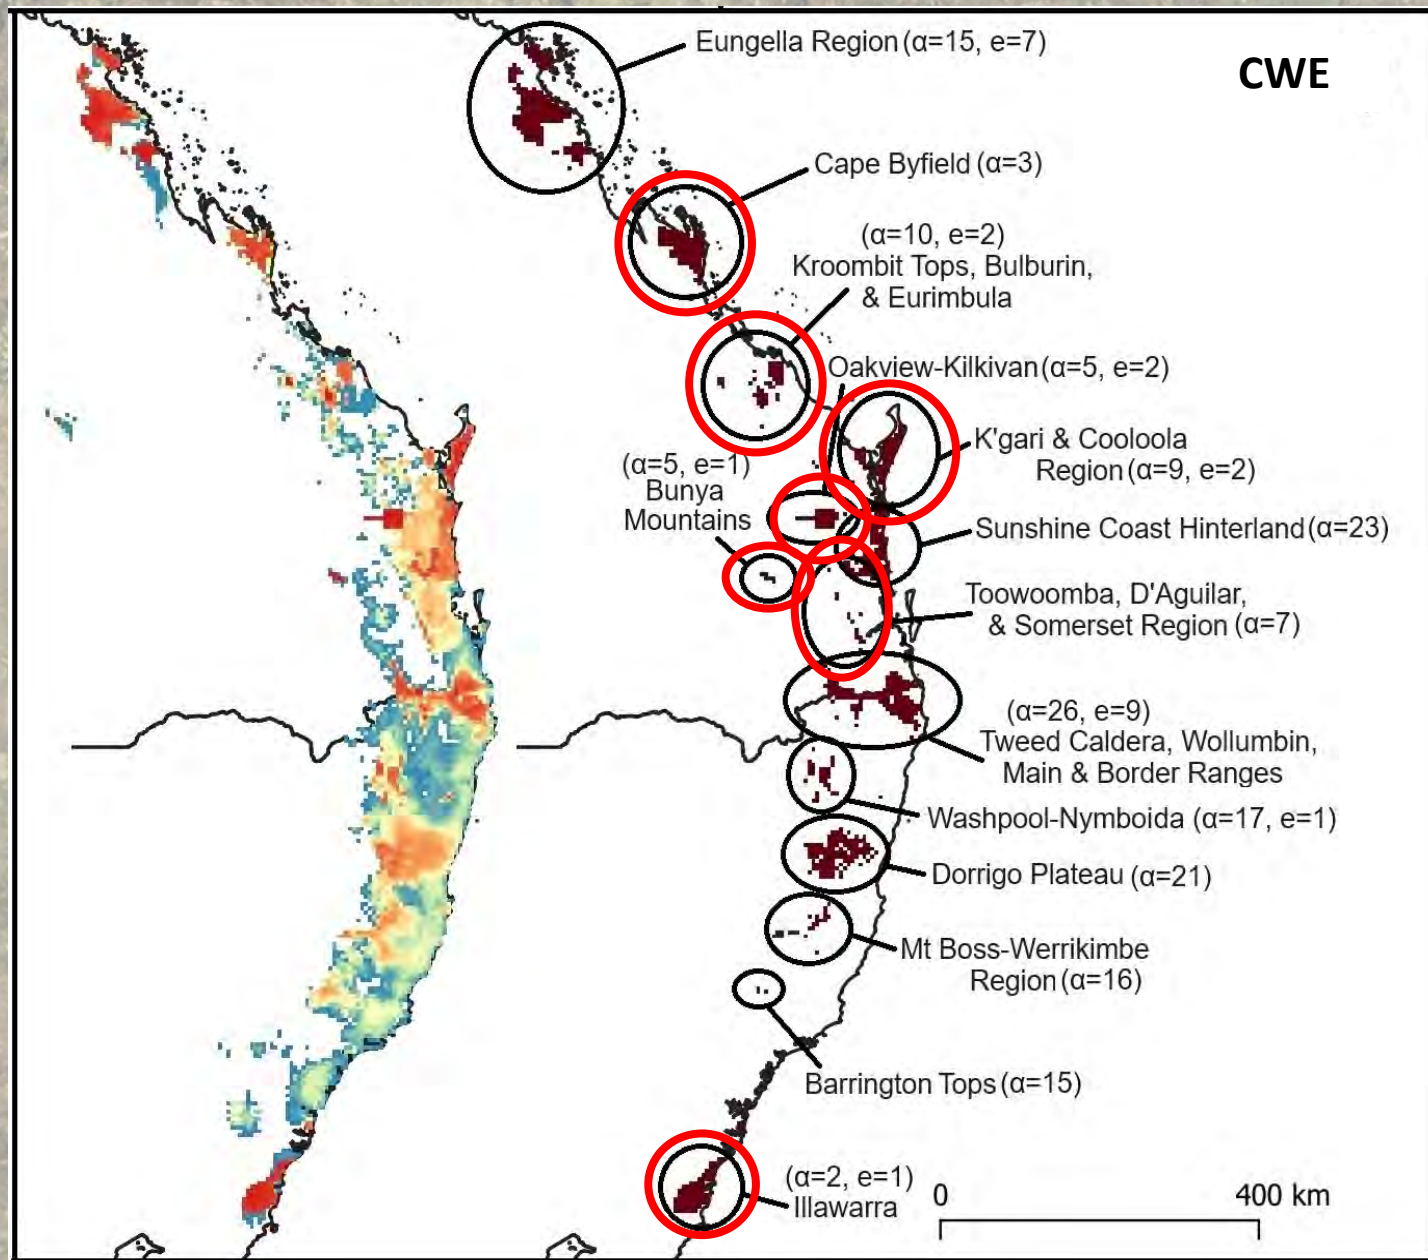 CWE
Eungella Region (α=15, e=7)
Cape Byfield (α=3)
(α=10, e=2)
Kroombit Tops, Bulburin,
& Eurimbula
Oakview-Kilkivan (α=5, e=2)
K'gari & Cooloola
Region (α=9, e=2)
(α=5, e=1)
Bunya
Mountains
Sunshine Coast Hinterland (α=23)
Toowoomba, D'Aguilar,
& Somerset Region (α=7)
(α=26, e=9)
Tweed Caldera, Wollumbin,
Main & Border Ranges
Washpool-Nymboida (α=17, e=1)
Dorrigo Plateau (α=21)
Mt Boss-Werrikimbe
Region (α=16)
Barrington Tops (α=15)
(α=2, e=1)
Illawarra
0 400 km